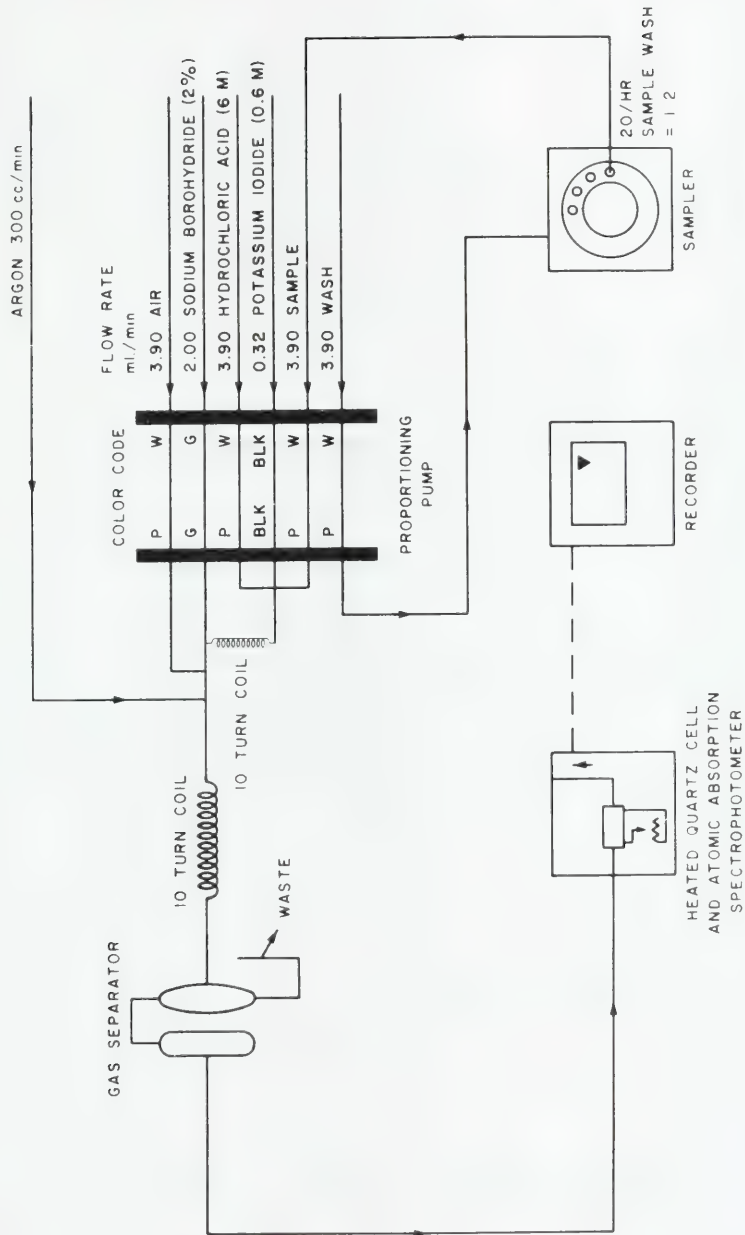 ARGON 300 cc/min
FLOW RATE
ml./min
COLOR CODE
P W 3.90 AIR
G G 2.00 SODIUM BOROHYDRIDE (2%)
P W 3.90 HYDROCHLORIC ACID (6 M)
BLK BLK 0.32 POTASSIUM IODIDE (0.6 M)
P W 3.90 SAMPLE
P W 3.90 WASH
PROPORTIONING
PUMP
10 TURN COIL
10 TURN COIL
GAS SEPARATOR
WASTE
20/HR
SAMPLE WASH
= 1 2
SAMPLER
RECORDER
HEATED QUARTZ CELL
AND ATOMIC ABSORPTION
SPECTROPHOTOMETER